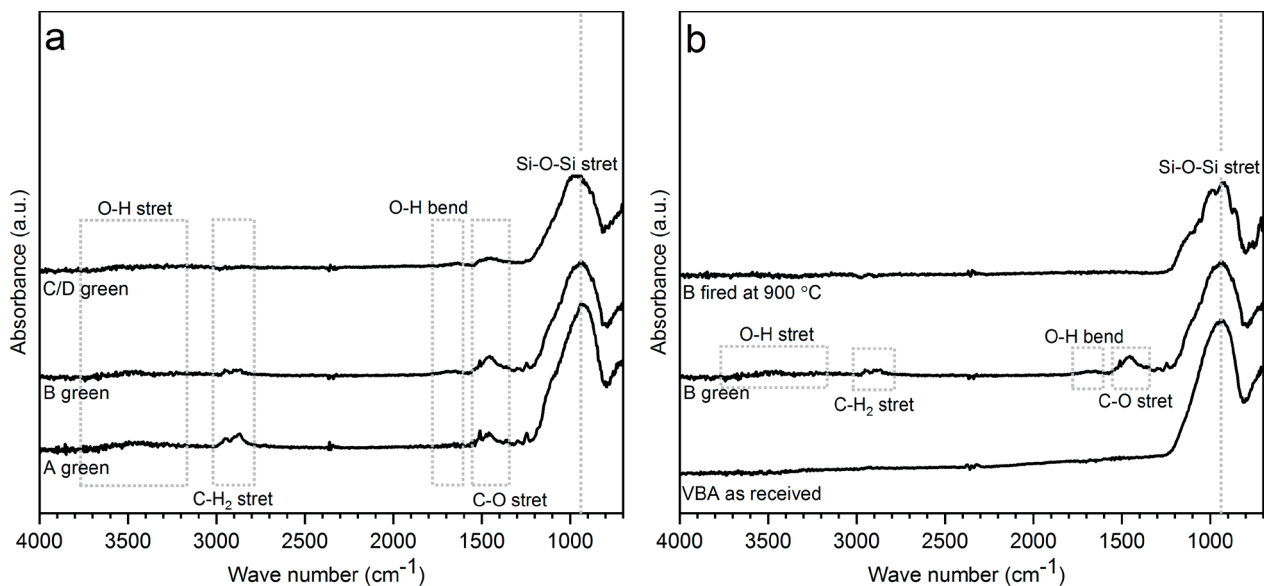 a
Si-O-Si stret
O-H stret
O-H bend
C/D green
B green
A green
C-H₂ stret
C-O stret
Absorbance (a.u.)
4000 3500 3000 2500 2000 1500 1000
Wave number (cm⁻¹)
b
Si-O-Si stret
B fired at 900 °C
O-H stret
O-H bend
B green
C-H₂ stret
C-O stret
VBA as received
Absorbance (a.u.)
4000 3500 3000 2500 2000 1500 1000
Wave number (cm⁻¹)